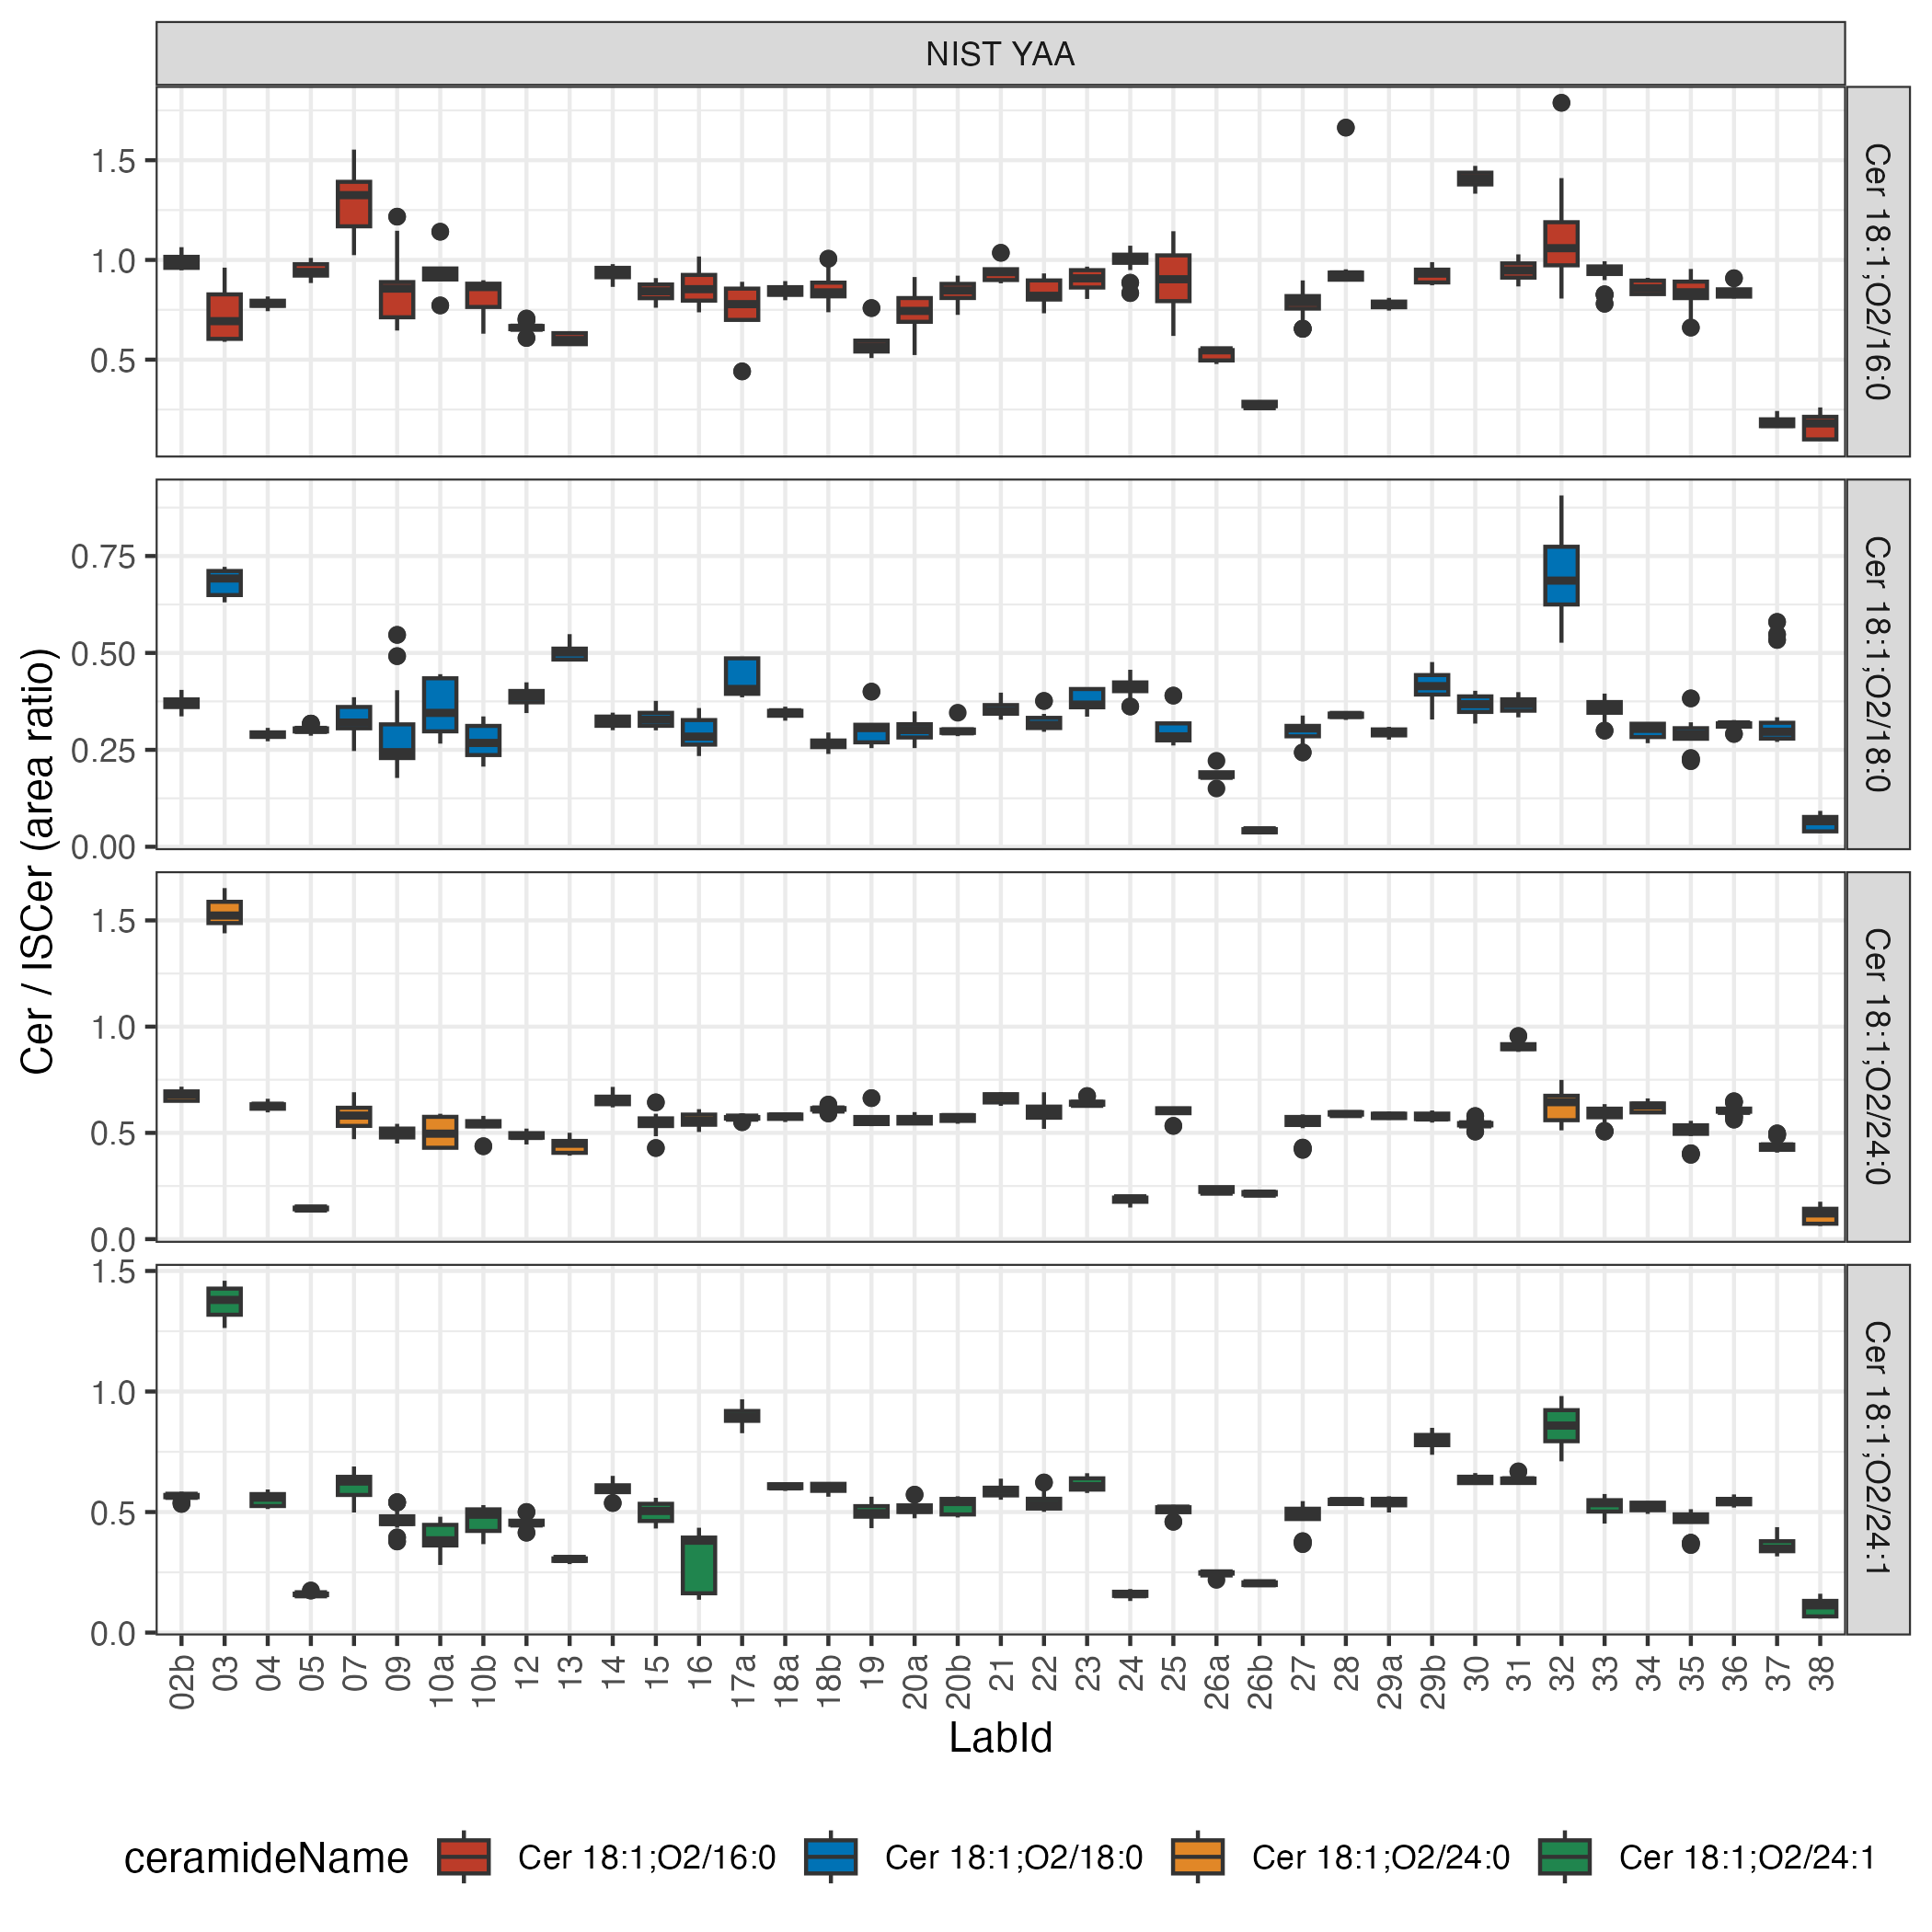 NIST YAA
Cer / ISCer (area ratio)
1.5
1.0
0.5
Cer 18:1;O2/16:0
0.75
0.50
0.25
0.00
Cer 18:1;O2/18:0
1.5
1.0
0.5
0.0
Cer 18:1;O2/24:0
1.5
1.0
0.5
0.0
Cer 18:1;O2/24:1
02b 03 04 05 07 09 10a 10b 12 13 14 15 16 17a 18a 18b 19 20a 20b 21 22 23 24 25 26a 26b 27 28 29a 29b 30 31 32 33 34 35 36 37 38
LabId
ceramideName Cer 18:1;O2/16:0 Cer 18:1;O2/18:0 Cer 18:1;O2/24:0 Cer 18:1;O2/24:1